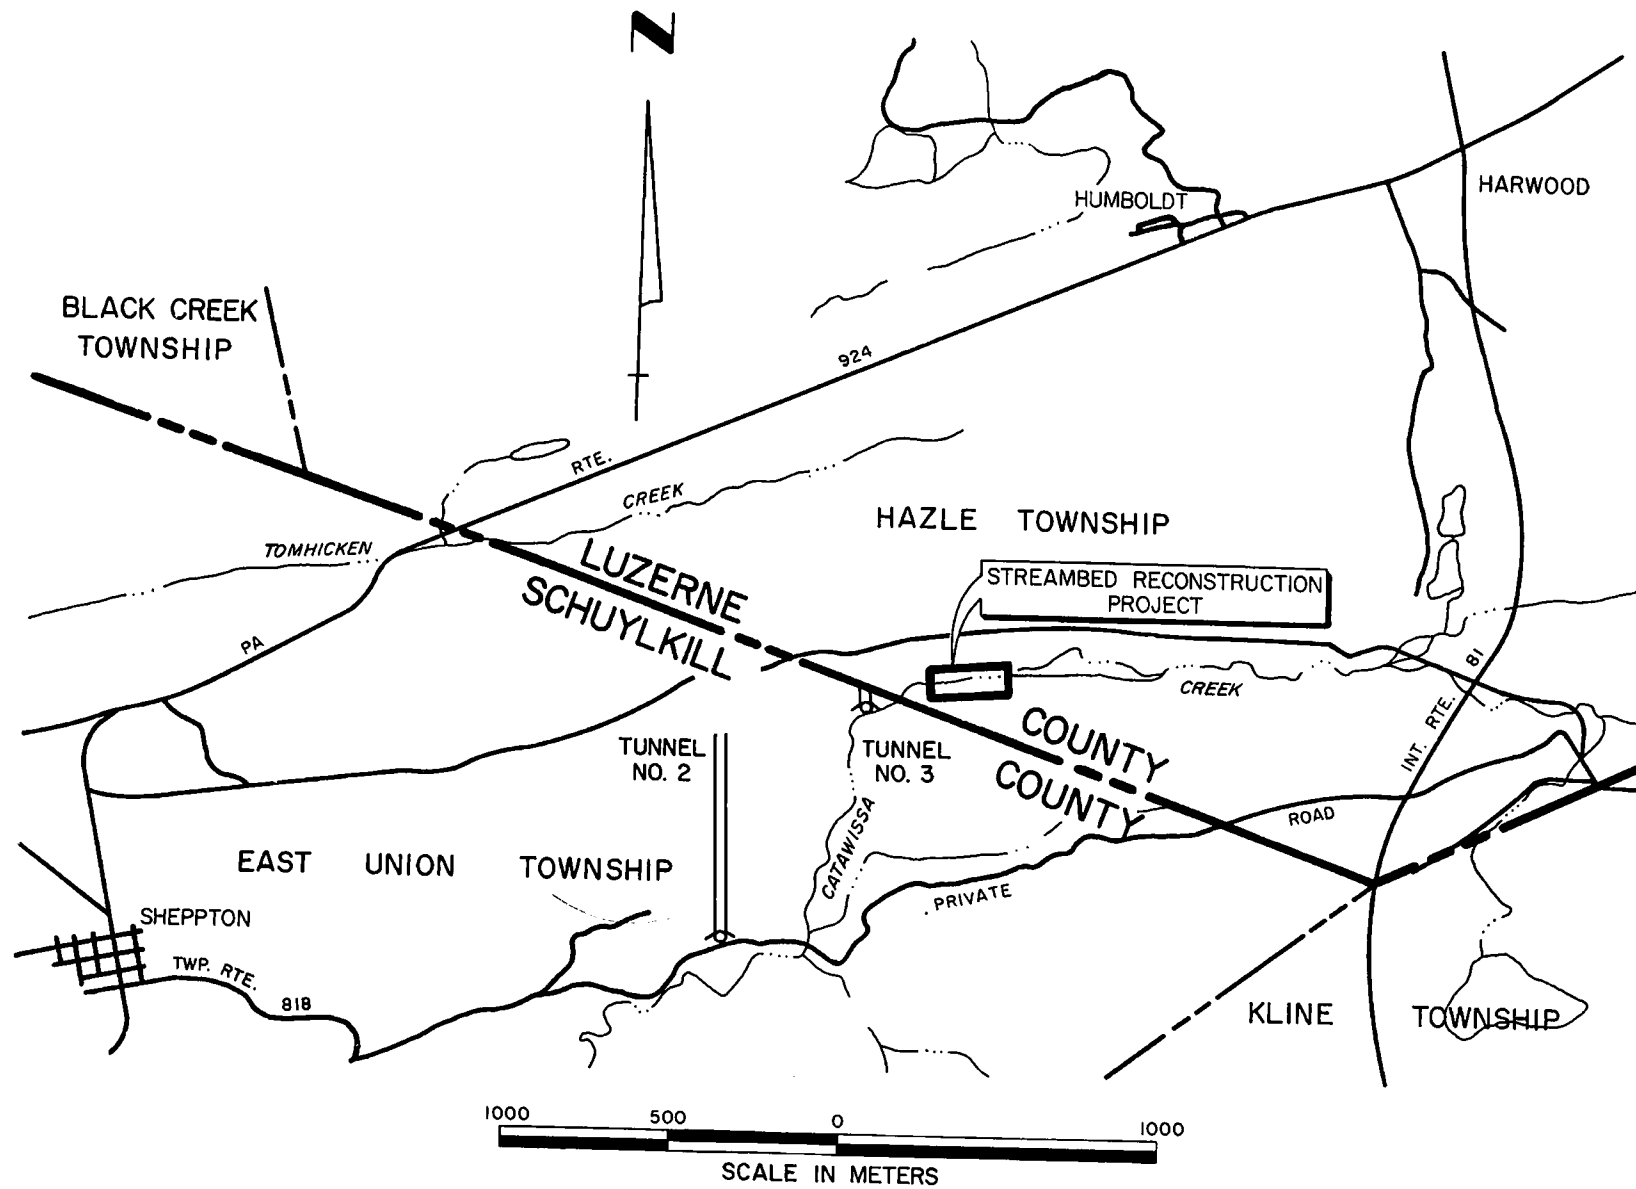 N
HUMBOLDT
HARWOOD
BLACK CREEK
TOWNSHIP
924
RTE.
CREEK
TOMHICKEN
HAZLE TOWNSHIP
LUZERNE
SCHUYLKILL
STREAMBED RECONSTRUCTION
PROJECT
PA
CREEK
81
INT. RTE.
COUNTY
COUNTY
TUNNEL
NO. 2
TUNNEL
NO. 3
CATAWISSA
ROAD
PRIVATE
EAST UNION TOWNSHIP
SHEPPTON
TWP. RTE.
818
KLINE TOWNSHIP
1000 500 0 1000
SCALE IN METERS